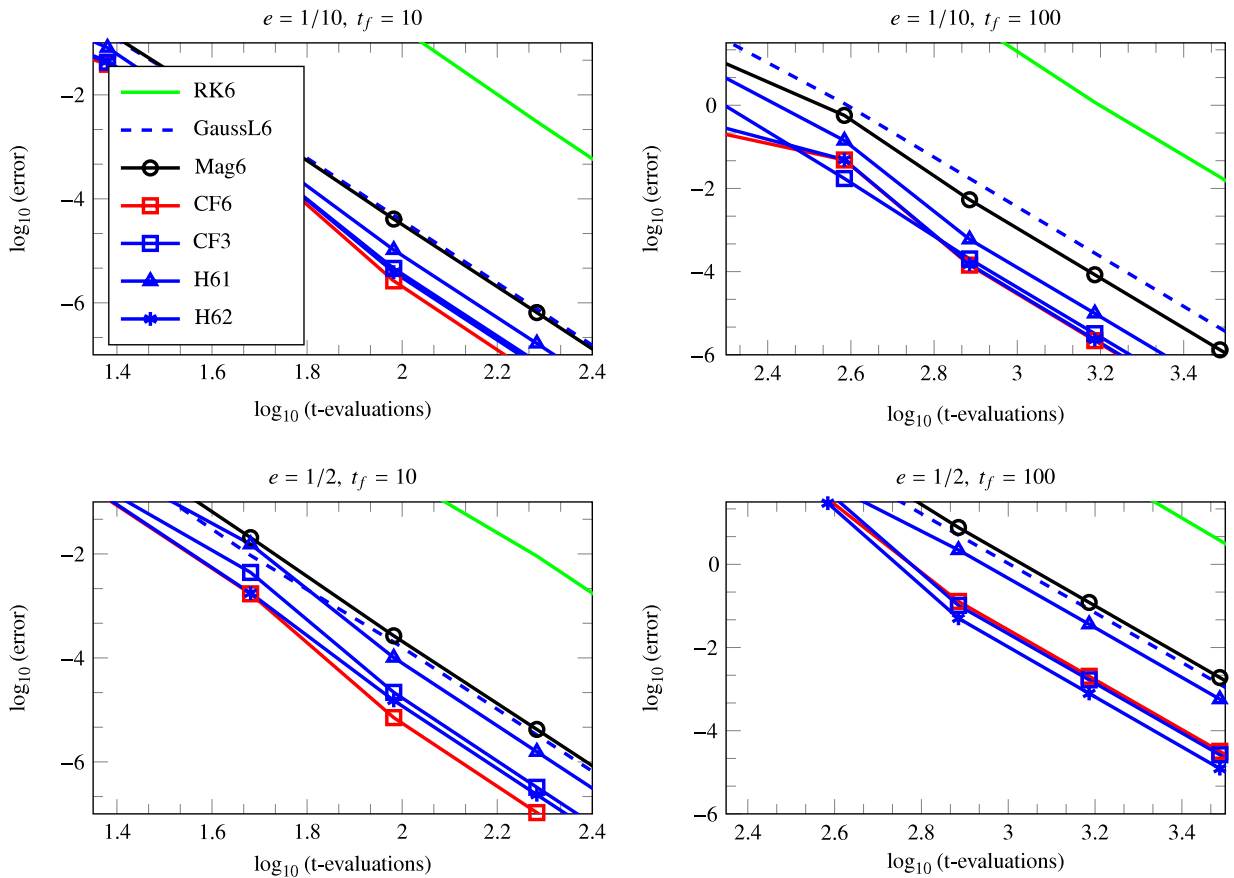 e = 1/10, t_f = 10
log₁₀ (error)
−2
−4
−6
RK6
GaussL6
Mag6
CF6
CF3
H61
H62
1.4 1.6 1.8 2 2.2 2.4
log₁₀ (t-evaluations)
e = 1/10, t_f = 100
log₁₀ (error)
0
−2
−4
−6
2.4 2.6 2.8 3 3.2 3.4
log₁₀ (t-evaluations)
e = 1/2, t_f = 10
log₁₀ (error)
−2
−4
−6
1.4 1.6 1.8 2 2.2 2.4
log₁₀ (t-evaluations)
e = 1/2, t_f = 100
log₁₀ (error)
0
−2
−4
−6
2.4 2.6 2.8 3 3.2 3.4
log₁₀ (t-evaluations)